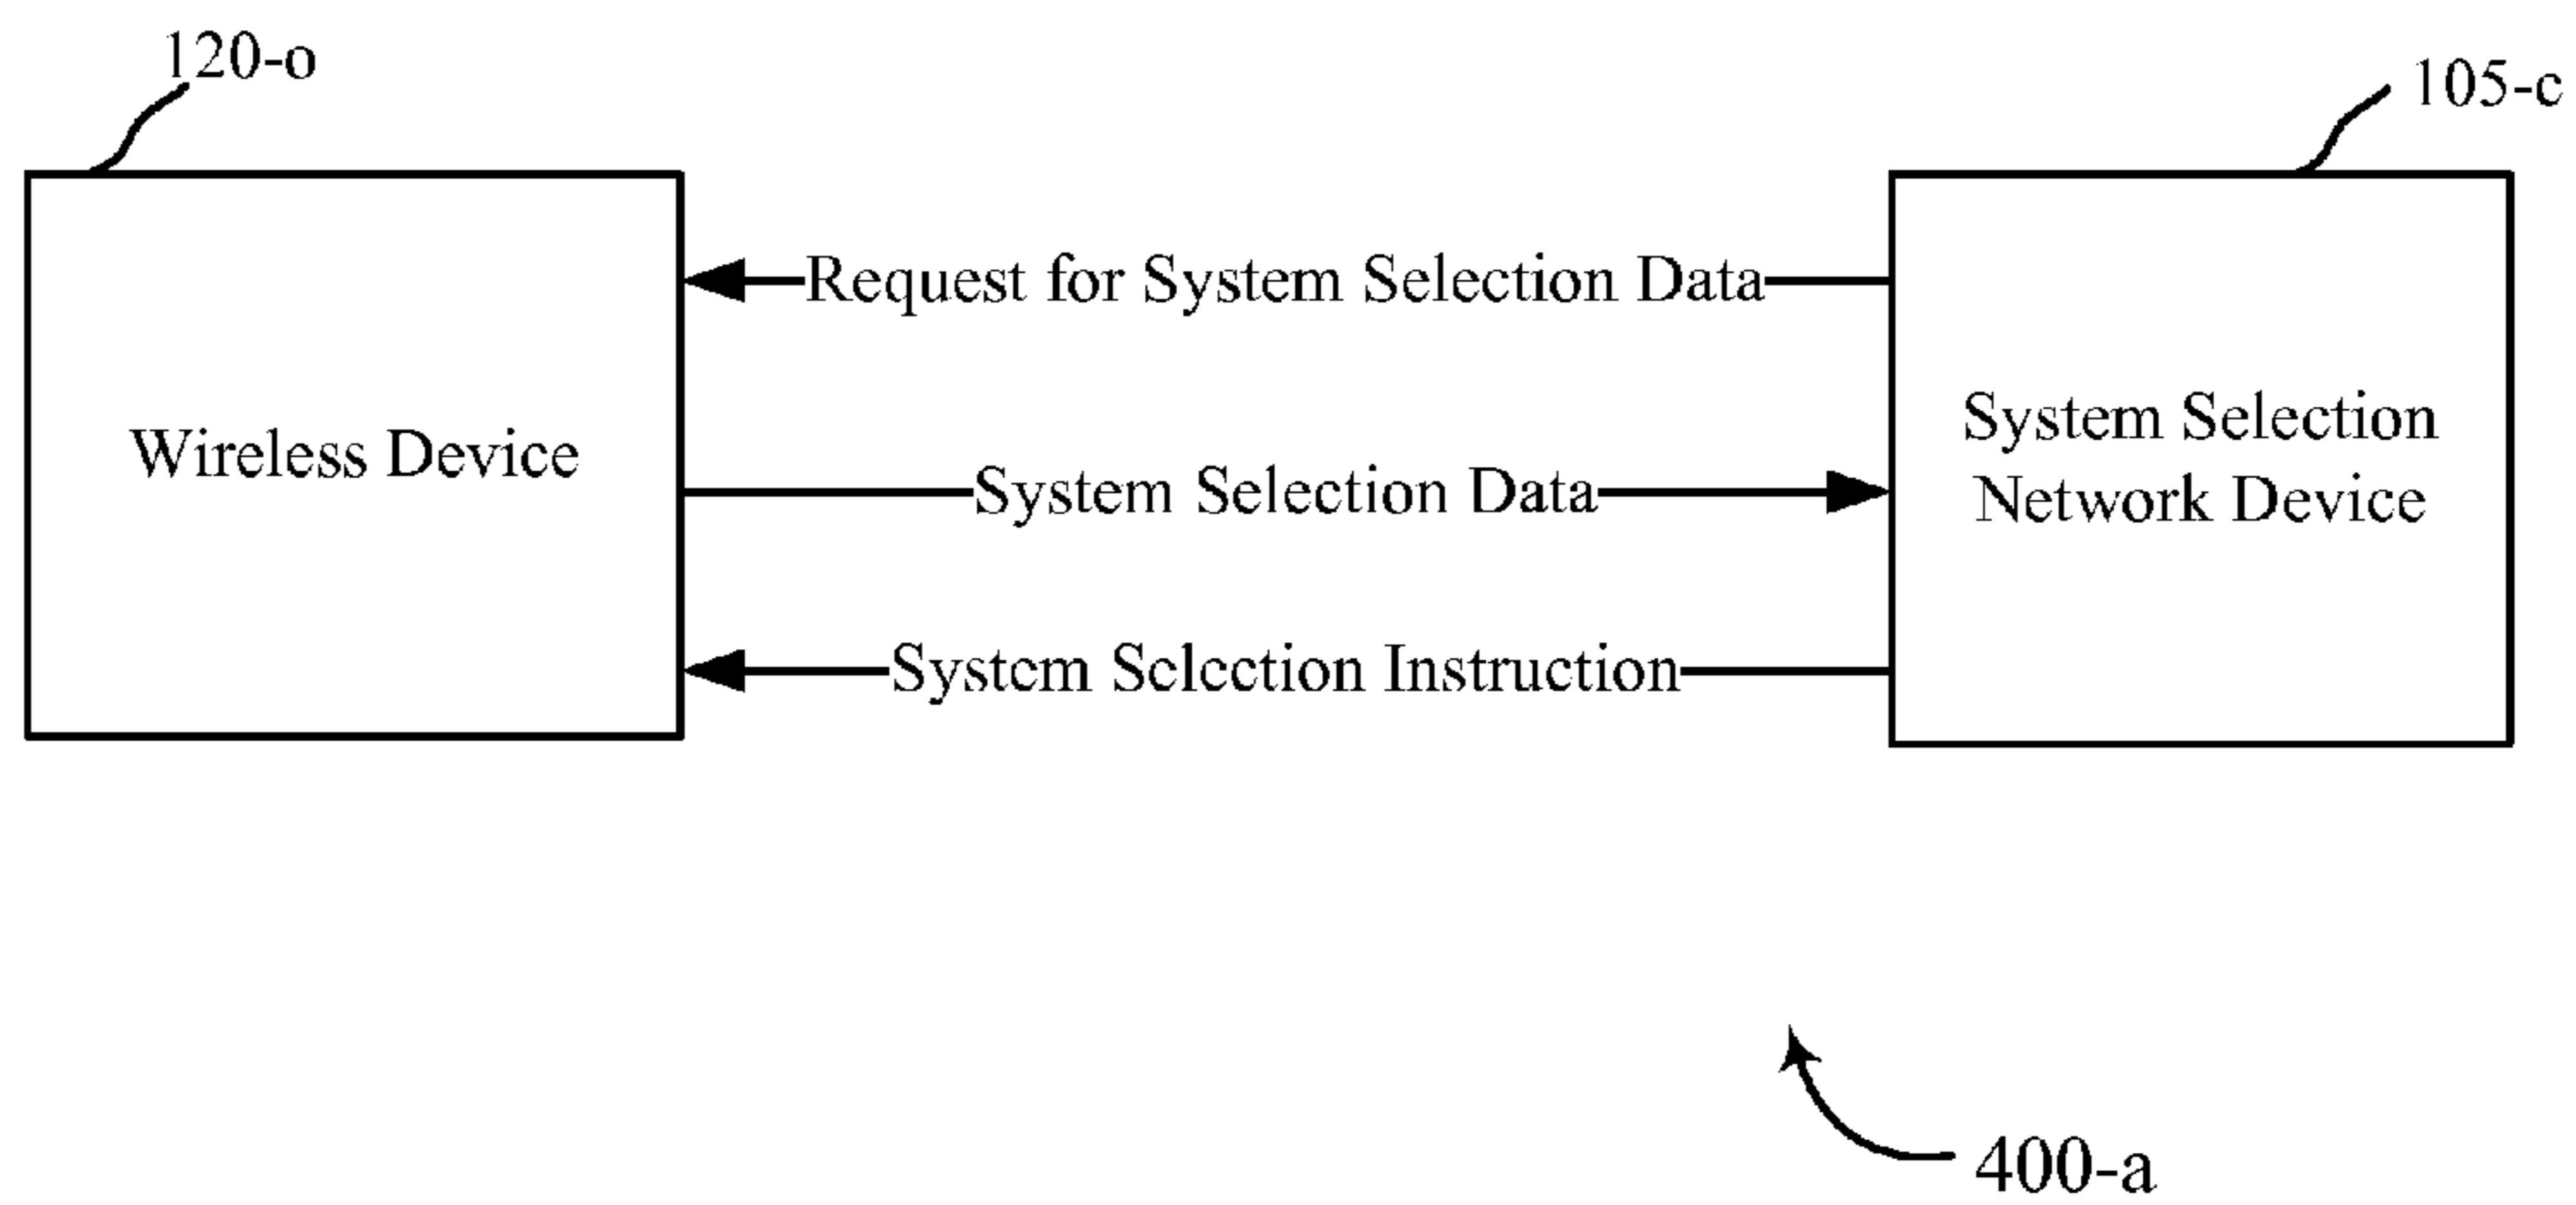 120-o
105-c
Request for System Selection Data
Wireless Device
System Selection
Network Device
System Selection Data
System Selection Instruction
400-a